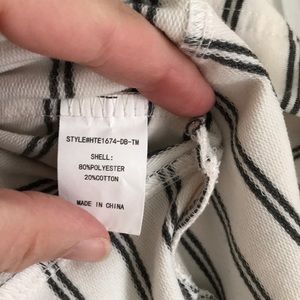 STYLE#HTE1674-DB-TM
SHELL:
80%POLYESTER
20%COTTON
MADE IN CHINA